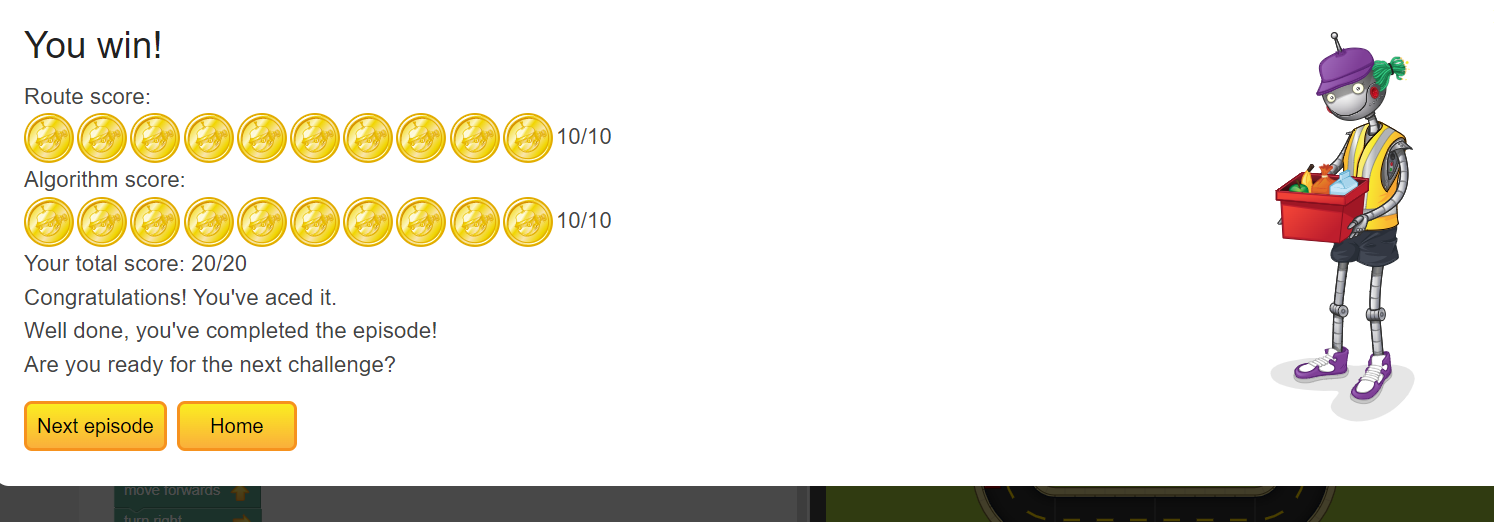 You win!
Route score:
10/10
Algorithm score:
10/10
Your total score: 20/20
Congratulations! You've aced it.
Well done, you've completed the episode!
Are you ready for the next challenge?
Next episode Home
move forwards
turn right